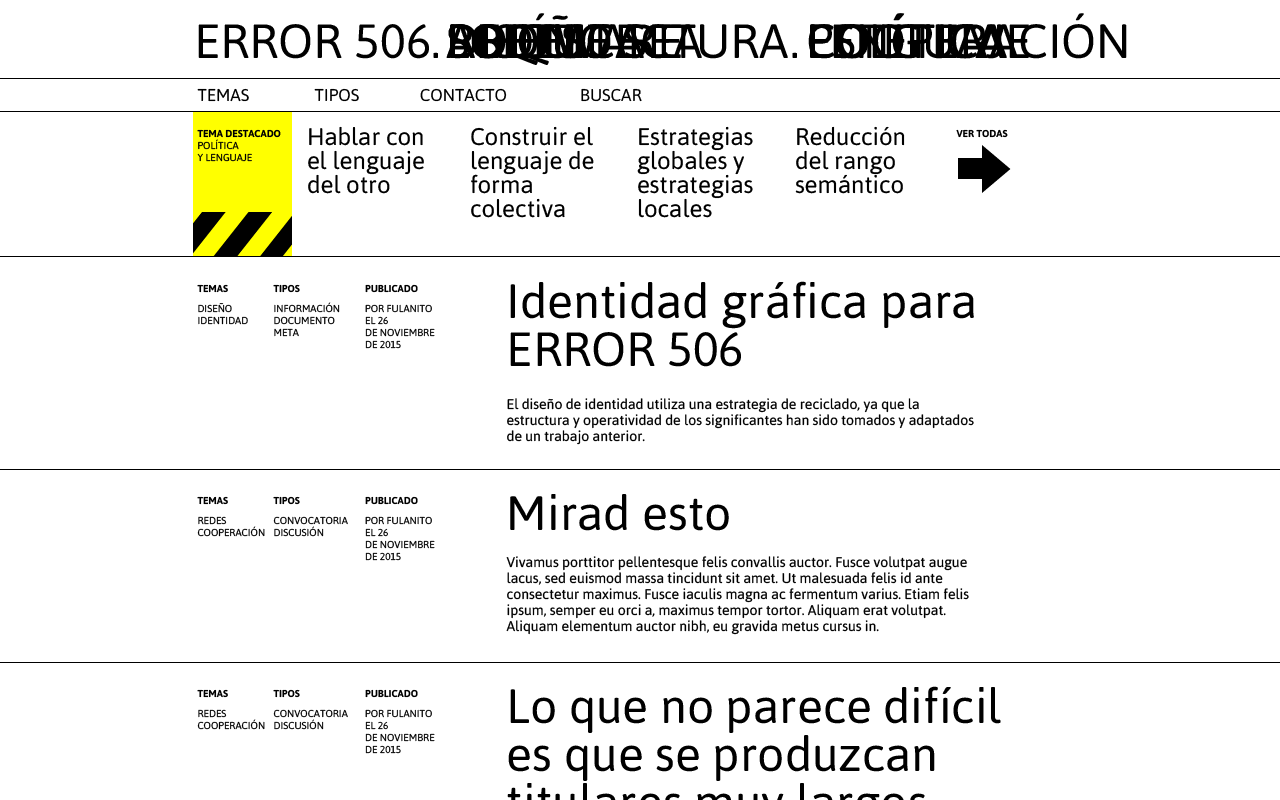 ERROR 506.
TEMAS TIPOS CONTACTO BUSCAR
TEMA DESTACADO
POLÍTICA
Y LENGUAJE
Hablar con
el lenguaje
del otro
Construir el
lenguaje de
forma
colectiva
Estrategias
globales y
estrategias
locales
Reducción
del rango
semántico
VER TODAS
TEMAS
DISEÑO
IDENTIDAD
TIPOS
INFORMACIÓN
DOCUMENTO
META
PUBLICADO
POR FULANITO
EL 26
DE NOVIEMBRE
DE 2015
Identidad gráfica para
ERROR 506
El diseño de identidad utiliza una estrategia de reciclado, ya que la
estructura y operatividad de los significantes han sido tomados y adaptados
de un trabajo anterior.
TEMAS
REDES
COOPERACIÓN
TIPOS
CONVOCATORIA
DISCUSIÓN
PUBLICADO
POR FULANITO
EL 26
DE NOVIEMBRE
DE 2015
Mirad esto
Vivamus porttitor pellentesque felis convallis auctor. Fusce volutpat augue
lacus, sed euismod massa tincidunt sit amet. Ut malesuada felis id ante
consectetur maximus. Fusce iaculis magna ac fermentum varius. Etiam felis
ipsum, semper eu orci a, maximus tempor tortor. Aliquam erat volutpat.
Aliquam elementum auctor nibh, eu gravida metus cursus in.
TEMAS
REDES
COOPERACIÓN
TIPOS
CONVOCATORIA
DISCUSIÓN
PUBLICADO
POR FULANITO
EL 26
DE NOVIEMBRE
DE 2015
Lo que no parece difícil
es que se produzcan
titulares muy largos